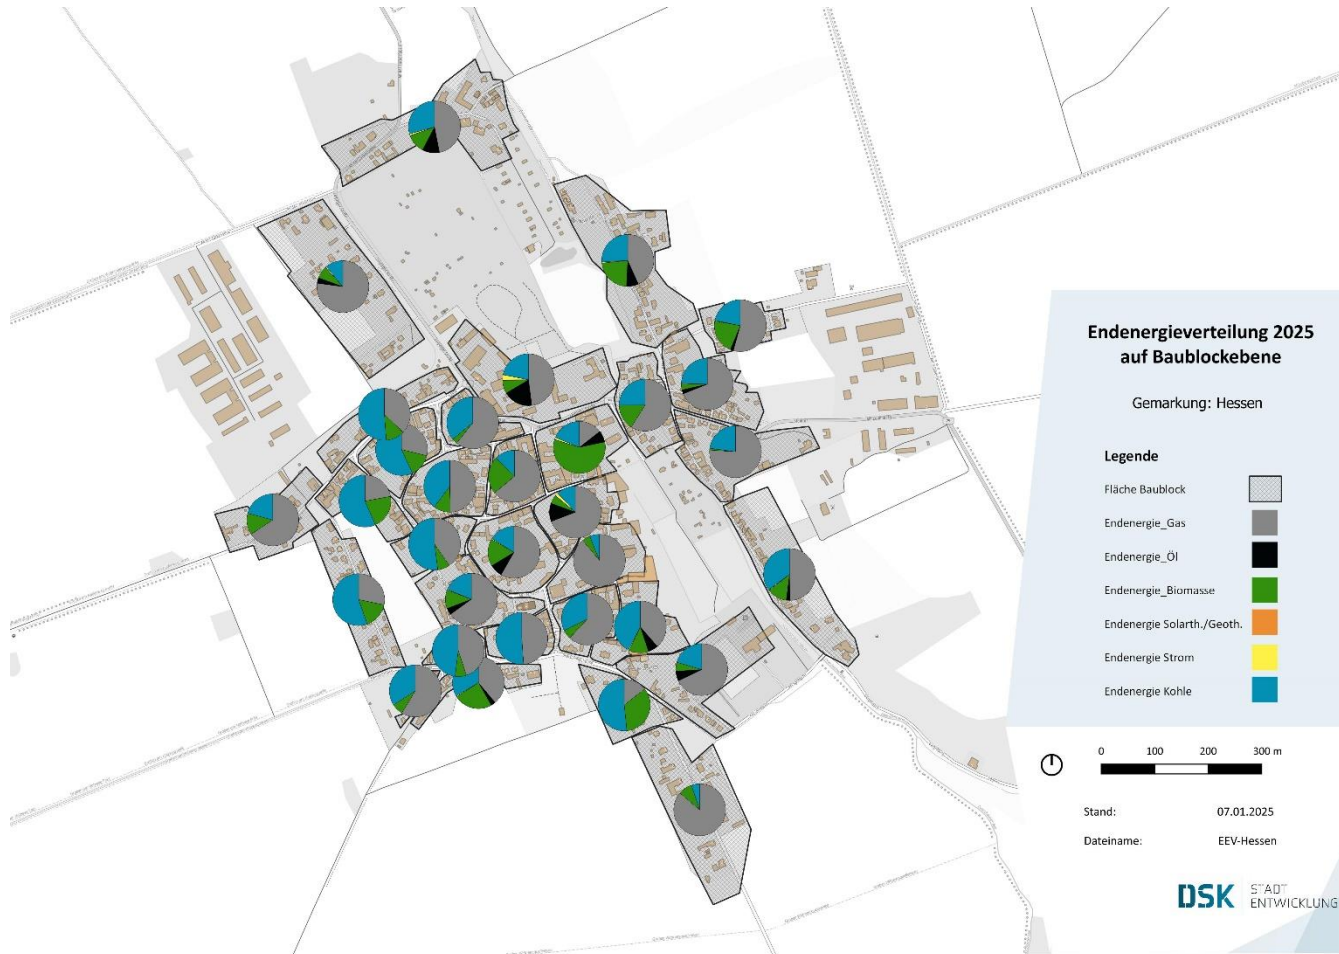 Endenergieverteilung 2025
auf Baublockebene
Gemarkung: Hessen
Legende
Fläche Baublock
Endenergie_Gas
Endenergie_Öl
Endenergie_Biomasse
Endenergie Solarth./Geoth.
Endenergie Strom
Endenergie Kohle
0 100 200 300 m
Stand: 07.01.2025
Dateiname: EEV-Hessen
DSK STADT
ENTWICKLUNG